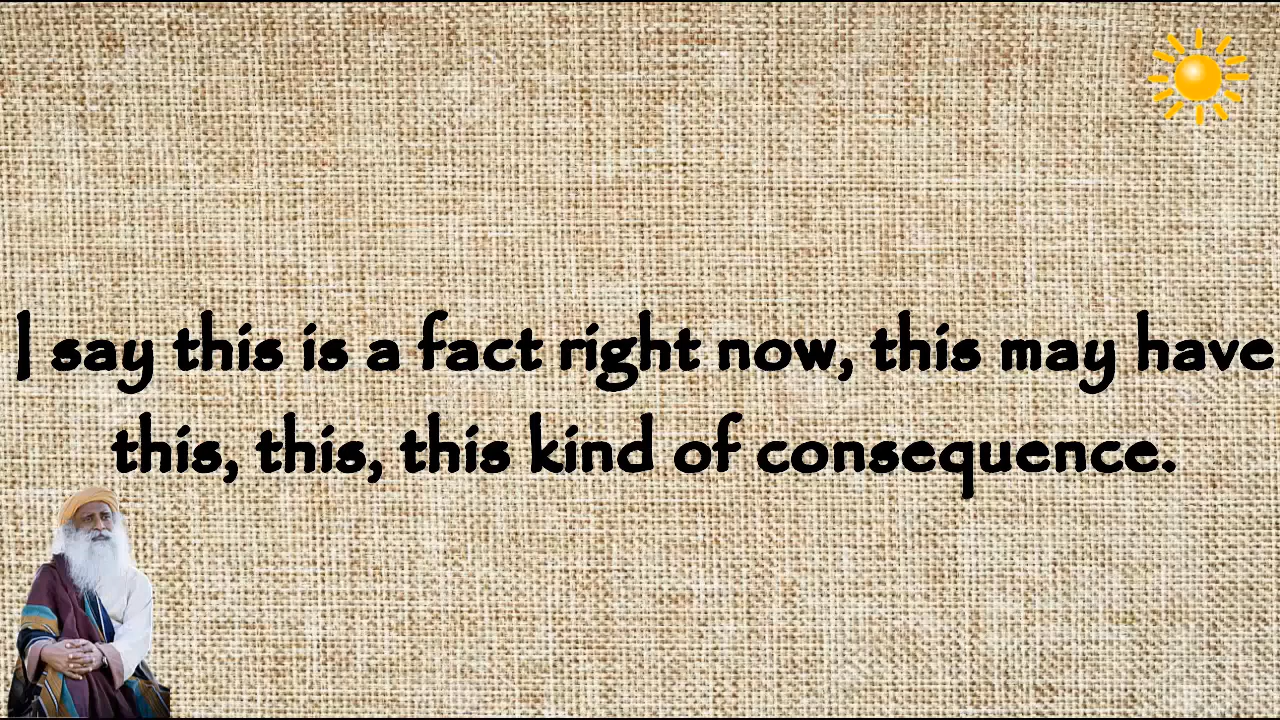 I say this is a fact right now, this may have
this, this, this kind of consequence.